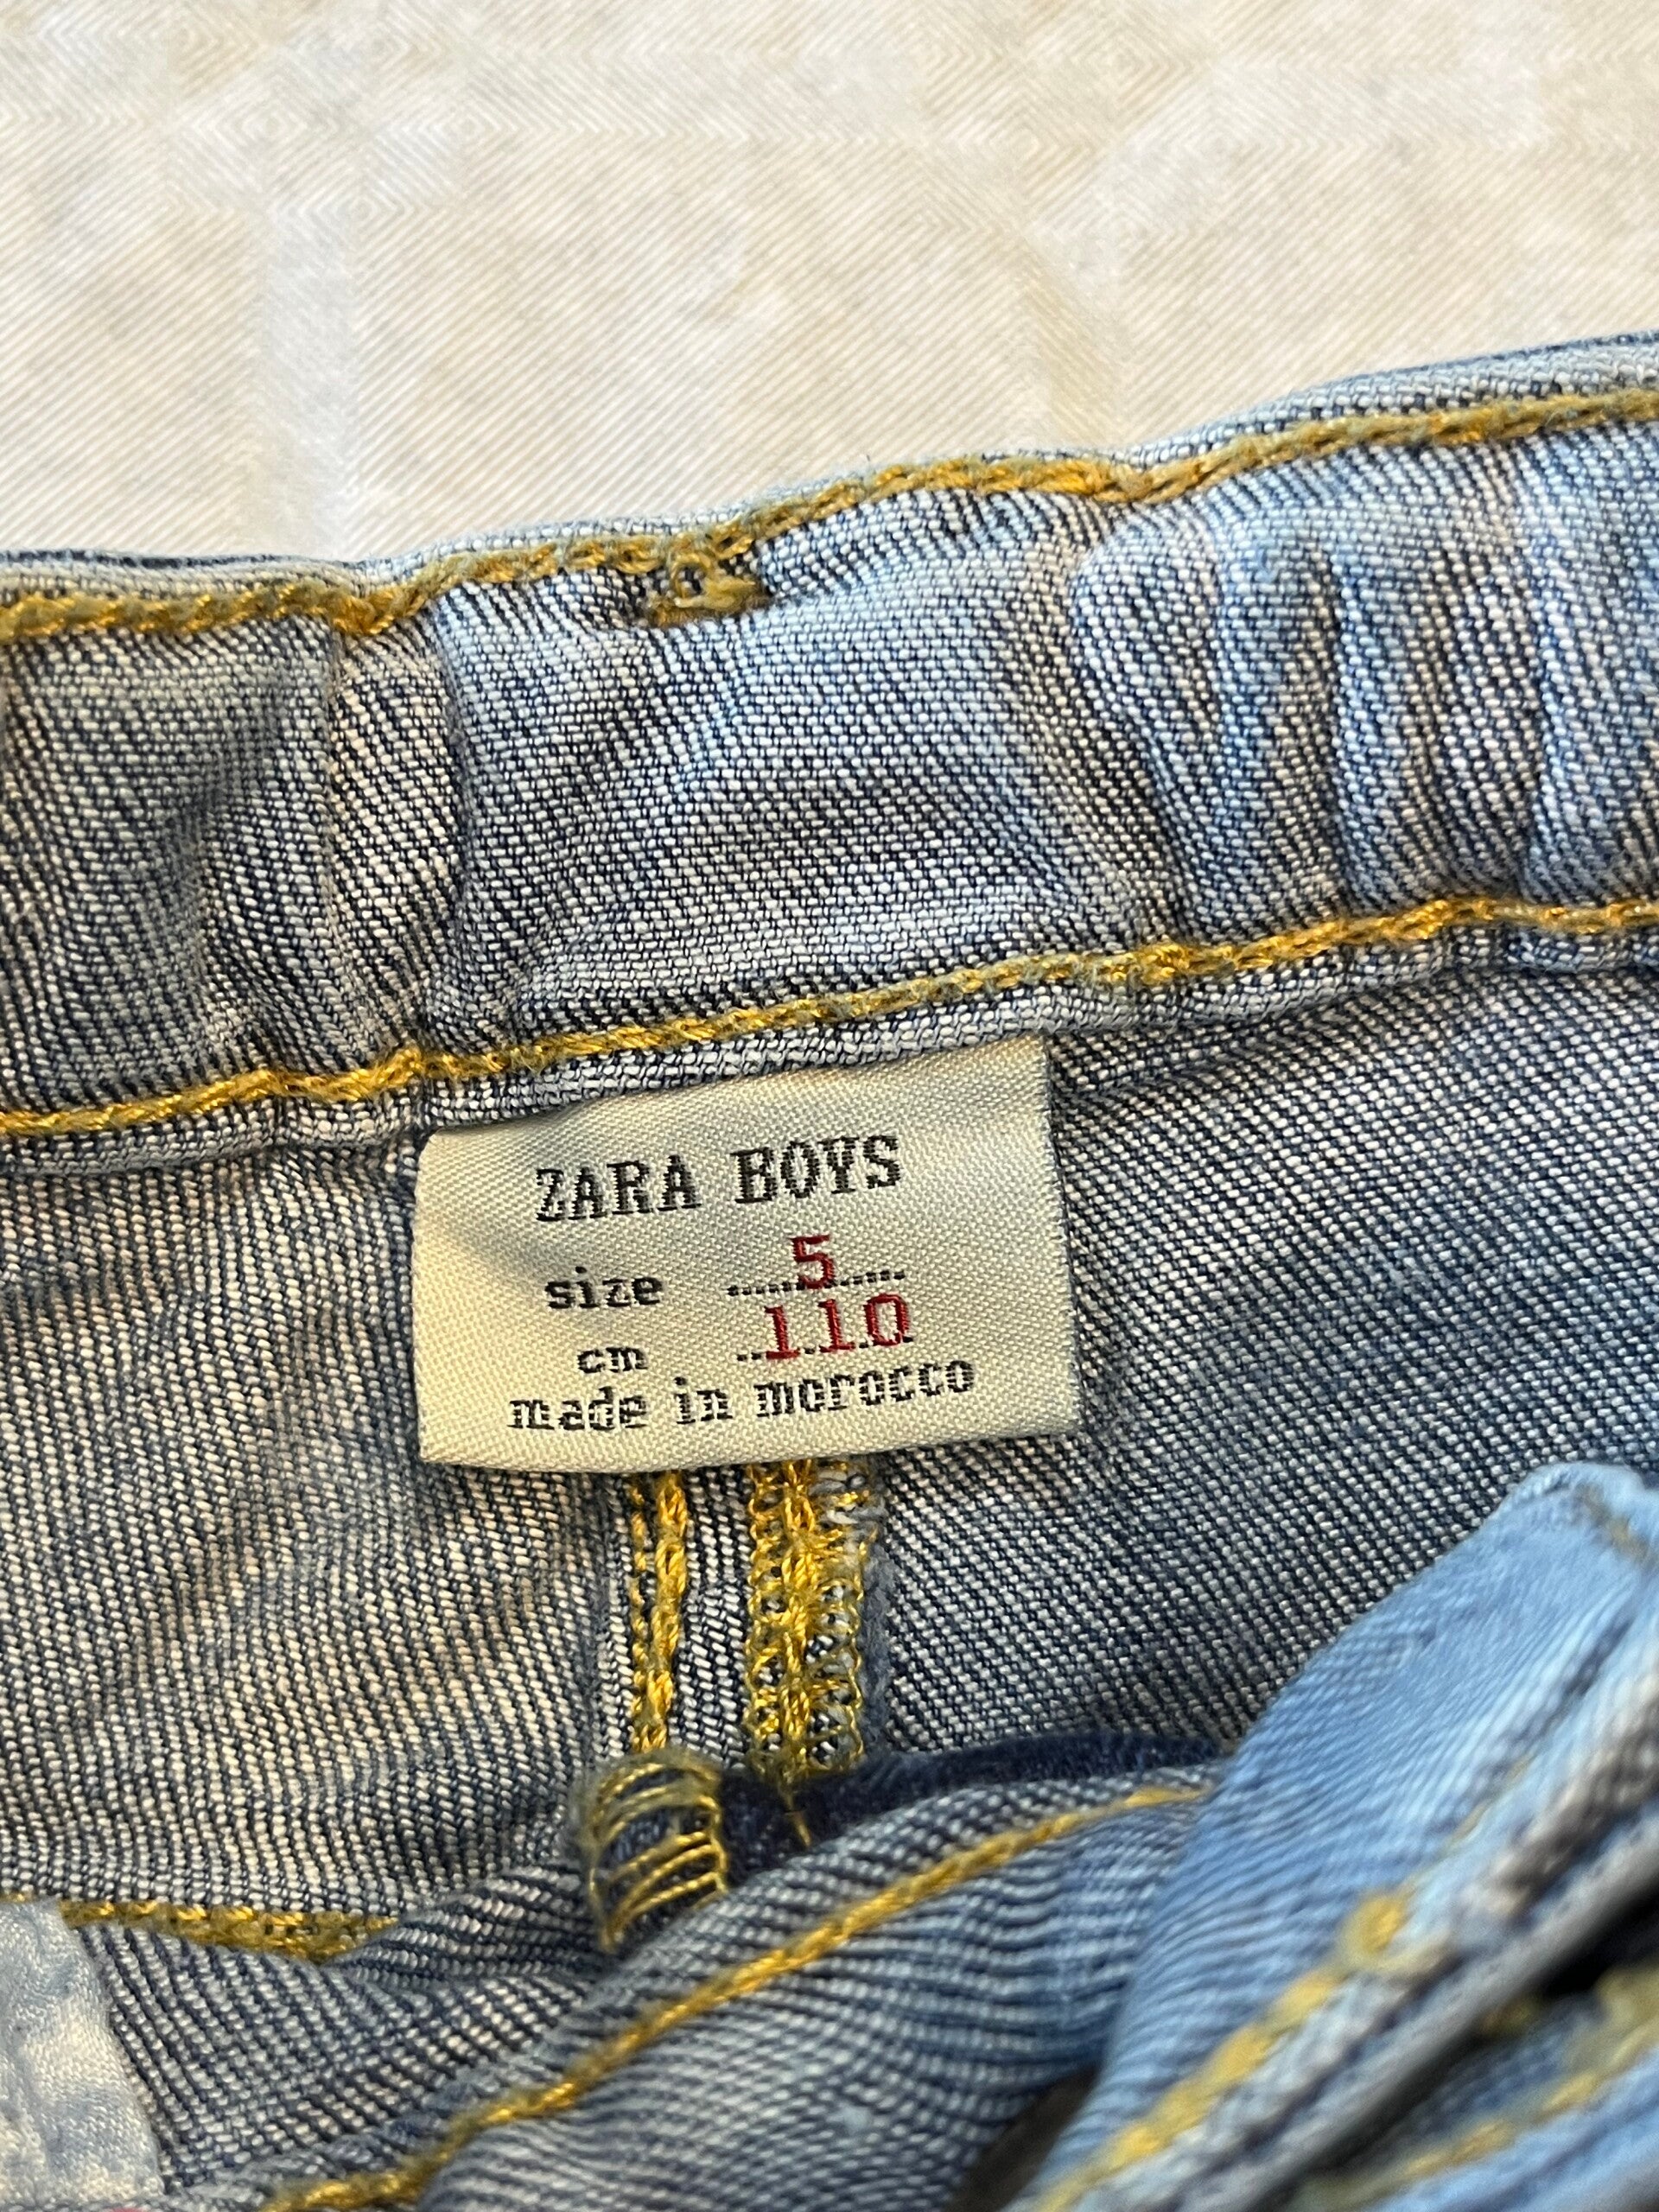 ZARA BOYS
size ..... 5 .....
cm .. 110
made in morocco